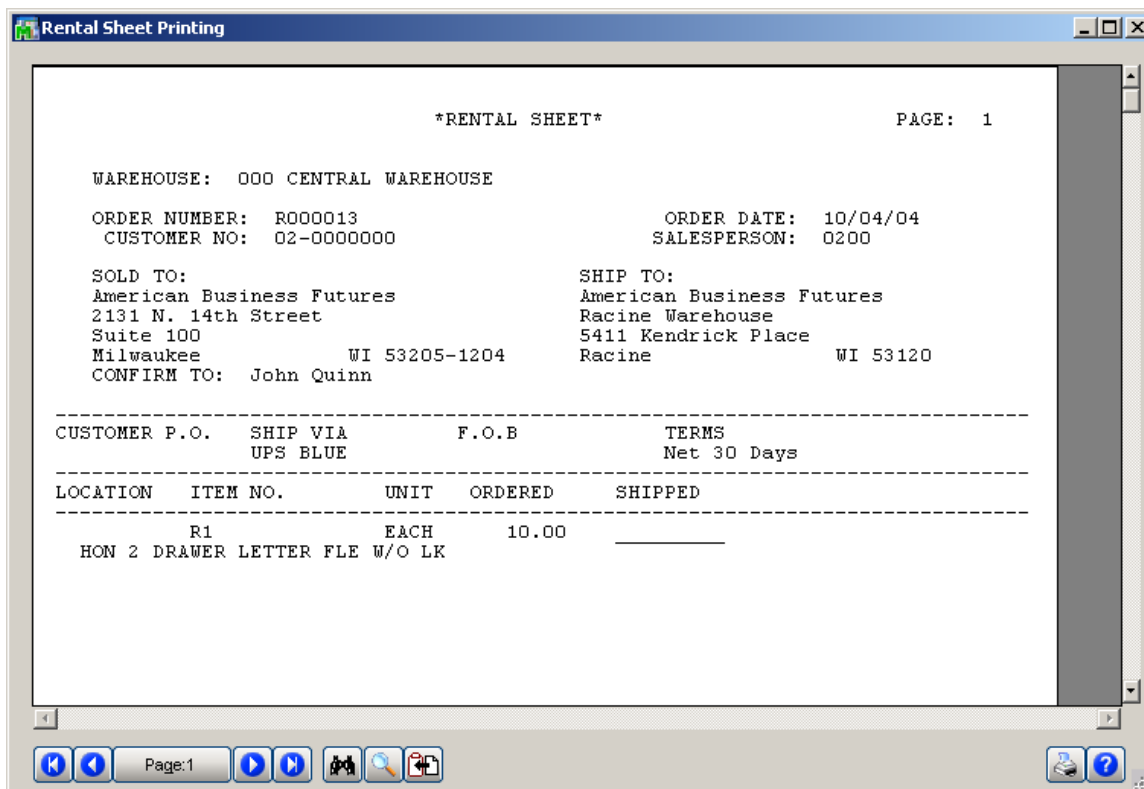 Rental Sheet Printing
*RENTAL SHEET* PAGE: 1
WAREHOUSE: 000 CENTRAL WAREHOUSE
ORDER NUMBER: R000013 ORDER DATE: 10/04/04
CUSTOMER NO: 02-0000000 SALESPERSON: 0200
SOLD TO: SHIP TO:
American Business Futures American Business Futures
2131 N. 14th Street Racine Warehouse
Suite 100 5411 Kendrick Place
Milwaukee WI 53205-1204 Racine WI 53120
CONFIRM TO: John Quinn
CUSTOMER P.O. SHIP VIA F.O.B TERMS
UPS BLUE Net 30 Days
LOCATION ITEM NO. UNIT ORDERED SHIPPED
R1 EACH 10.00
HON 2 DRAWER LETTER FLE W/O LK
Page:1